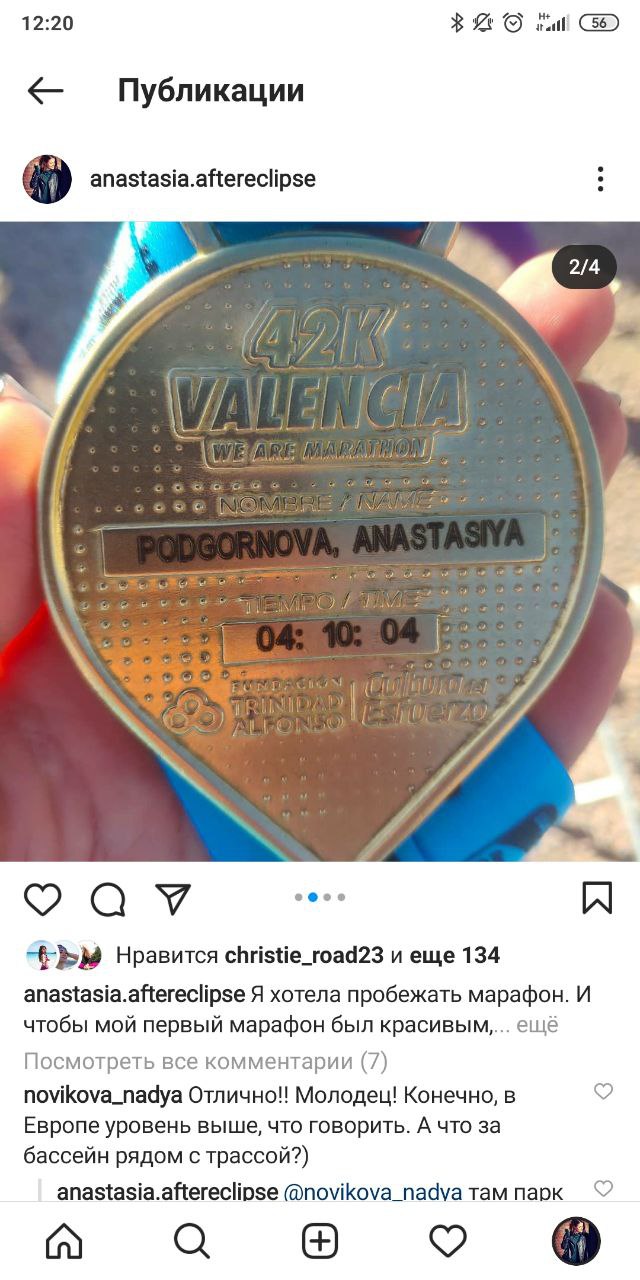 12:20
H+
56
Публикации
anastasia.aftereclipse
2/4
42K
VALENCIA
WE ARE MARATHON
NOMBRE / NAME
PODGORNOVA, ANASTASIYA
TIEMPO / TIME
04: 10: 04
FUNDACIÓN
TRINIDAD
ALFONSO
Cultura del
Esfuerzo
Нравится christie_road23 и еще 134
anastasia.aftereclipse Я хотела пробежать марафон. И
чтобы мой первый марафон был красивым,... ещё
Посмотреть все комментарии (7)
novikova_nadya Отлично!! Молодец! Конечно, в
Европе уровень выше, что говорить. А что за
бассейн рядом с трассой?)
anastasia.aftereclipse @novikova_nadya там парк